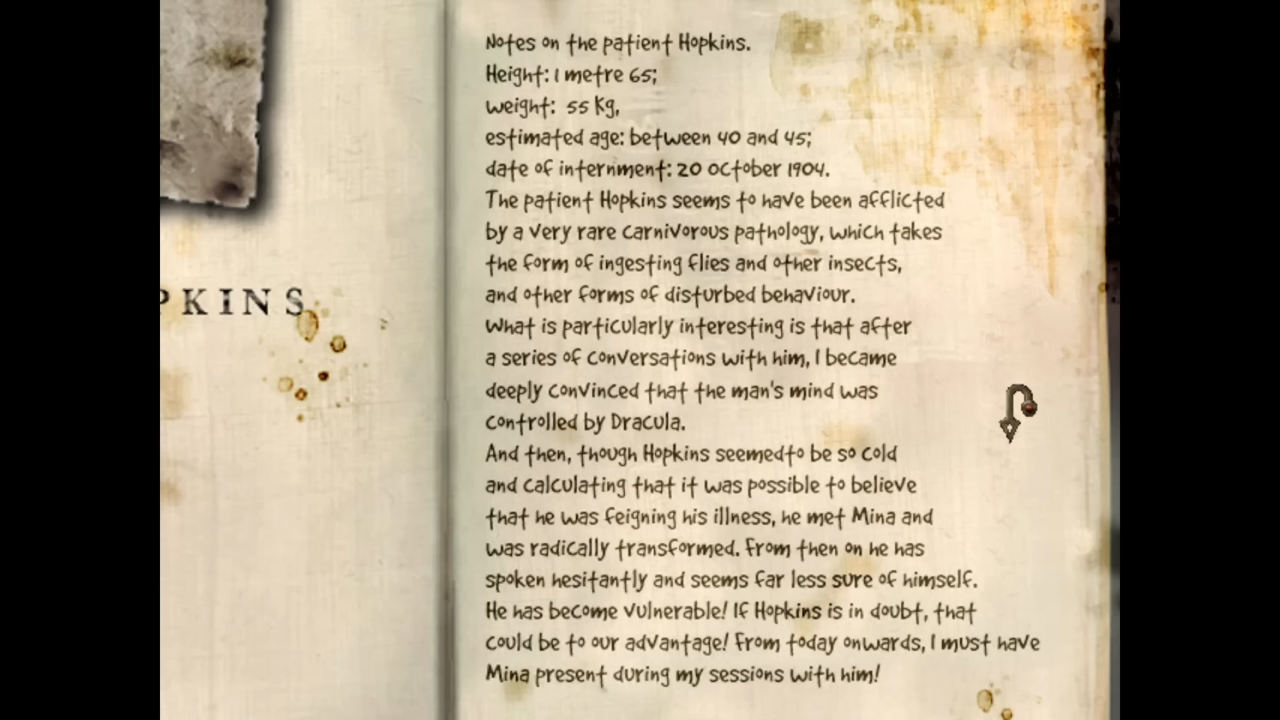 PKINS
Notes on the patient Hopkins.
Height: 1 metre 65;
weight: 55 Kg,
estimated age: between 40 and 45;
date of internment: 20 October 1904.
The patient Hopkins seems to have been afflicted
by a very rare carnivorous pathology, which takes
the form of ingesting flies and other insects,
and other forms of disturbed behaviour.
What is particularly interesting is that after
a series of conversations with him, I became
deeply convinced that the man's mind was
controlled by Dracula.
And then, though Hopkins seemedto be so cold
and calculating that it was possible to believe
that he was feigning his illness, he met Mina and
was radically transformed. From then on he has
spoken hesitantly and seems far less sure of himself.
He has become vulnerable! If Hopkins is in doubt, that
could be to our advantage! From today onwards, I must have
Mina present during my sessions with him!